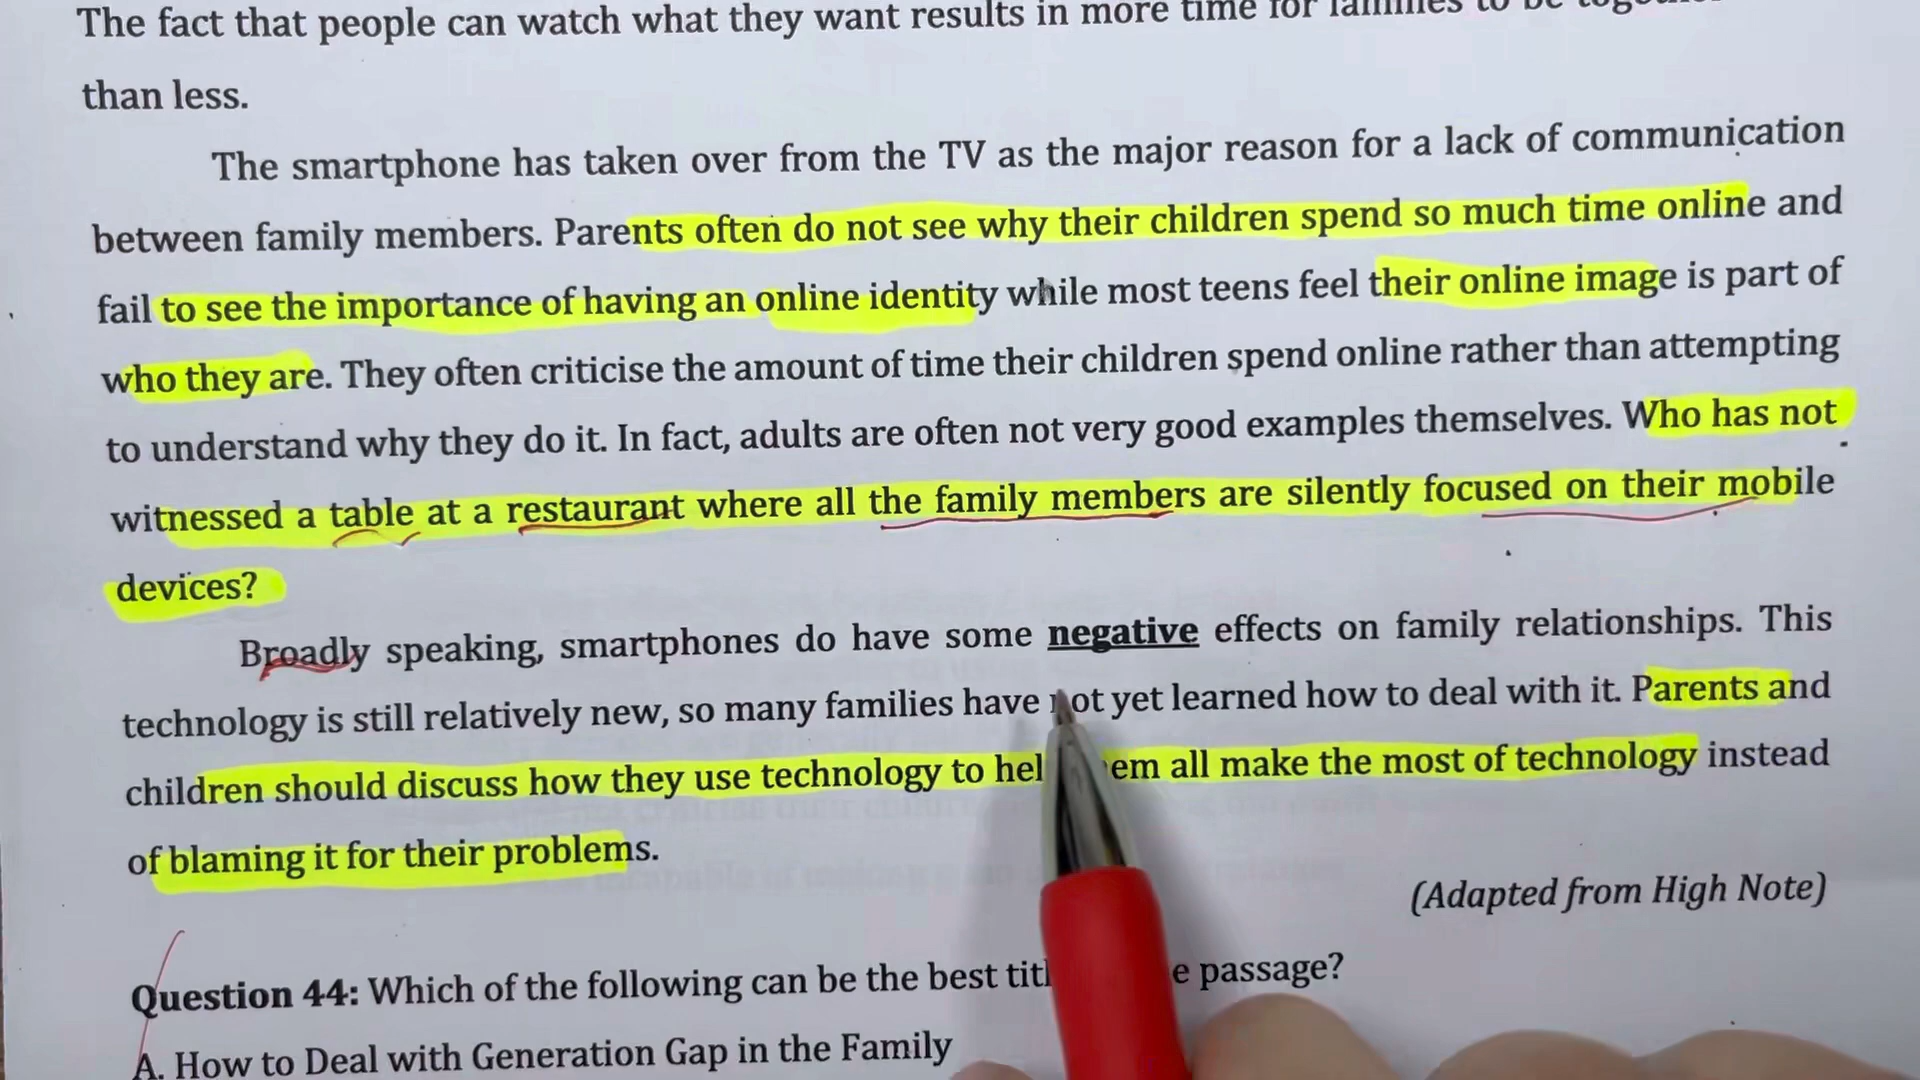 The fact that people can watch what they want results in more time for families to be
than less.
The smartphone has taken over from the TV as the major reason for a lack of communication
between family members. Parents often do not see why their children spend so much time online and
fail to see the importance of having an online identity while most teens feel their online image is part of
who they are. They often criticise the amount of time their children spend online rather than attempting
to understand why they do it. In fact, adults are often not very good examples themselves. Who has not
witnessed a table at a restaurant where all the family members are silently focused on their mobile
devices?
Broadly speaking, smartphones do have some negative effects on family relationships. This
technology is still relatively new, so many families have not yet learned how to deal with it. Parents and
children should discuss how they use technology to hel em all make the most of technology instead
of blaming it for their problems.
(Adapted from High Note)
Question 44: Which of the following can be the best titl e passage?
A. How to Deal with Generation Gap in the Family